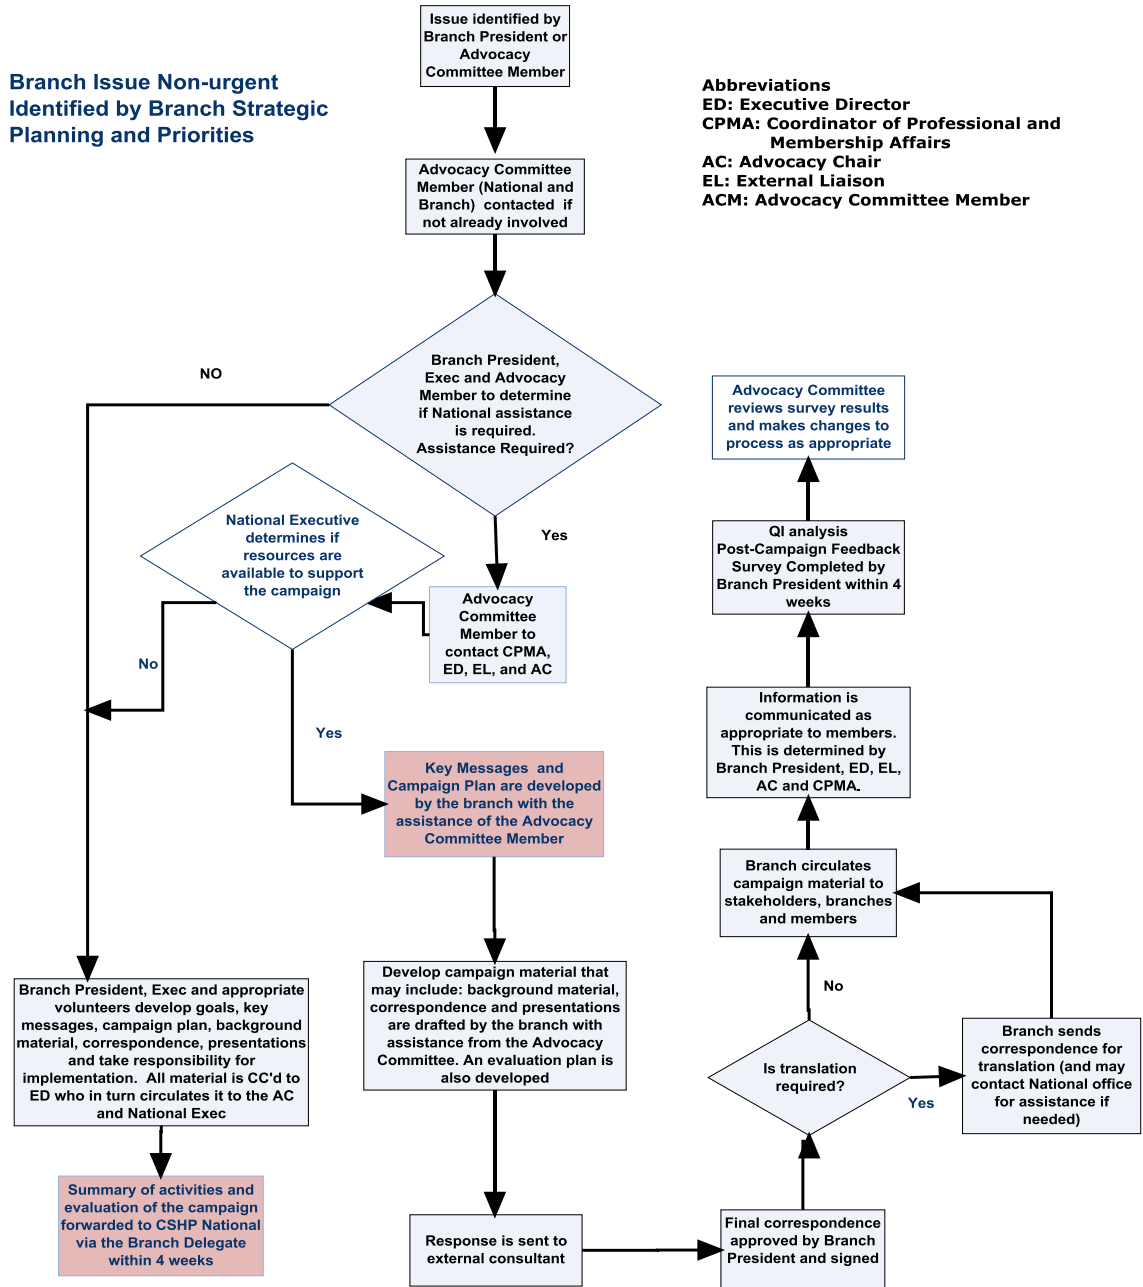 Issue identified by
Branch President or
Advocacy
Committee Member
Branch Issue Non-urgent
Identified by Branch Strategic
Planning and Priorities
Abbreviations
ED: Executive Director
CPMA: Coordinator of Professional and
Membership Affairs
AC: Advocacy Chair
EL: External Liaison
ACM: Advocacy Committee Member
Advocacy Committee
Member (National and
Branch) contacted if
not already involved
Branch President,
Exec and Advocacy
Member to determine
if National assistance
is required.
Assistance Required?
NO
Yes
National Executive
determines if
resources are
available to support
the campaign
Advocacy
Committee
Member to
contact CPMA,
ED, EL, and AC
No
Yes
Key Messages and
Campaign Plan are developed
by the branch with the
assistance of the Advocacy
Committee Member
Branch President, Exec and appropriate
volunteers develop goals, key
messages, campaign plan, background
material, correspondence, presentations
and take responsibility for
implementation. All material is CC'd to
ED who in turn circulates it to the AC
and National Exec
Summary of activities and
evaluation of the campaign
forwarded to CSHP National
via the Branch Delegate
within 4 weeks
Develop campaign material that
may include: background material,
correspondence and presentations
are drafted by the branch with
assistance from the Advocacy
Committee. An evaluation plan is
also developed
Response is sent to
external consultant
Final correspondence
approved by Branch
President and signed
Is translation
required?
Yes
No
Branch sends
correspondence for
translation (and may
contact National office
for assistance if
needed)
Branch circulates
campaign material to
stakeholders, branches
and members
Information is
communicated as
appropriate to members.
This is determined by
Branch President, ED, EL,
AC and CPMA.
QI analysis
Post-Campaign Feedback
Survey Completed by
Branch President within 4
weeks
Advocacy Committee
reviews survey results
and makes changes to
process as appropriate